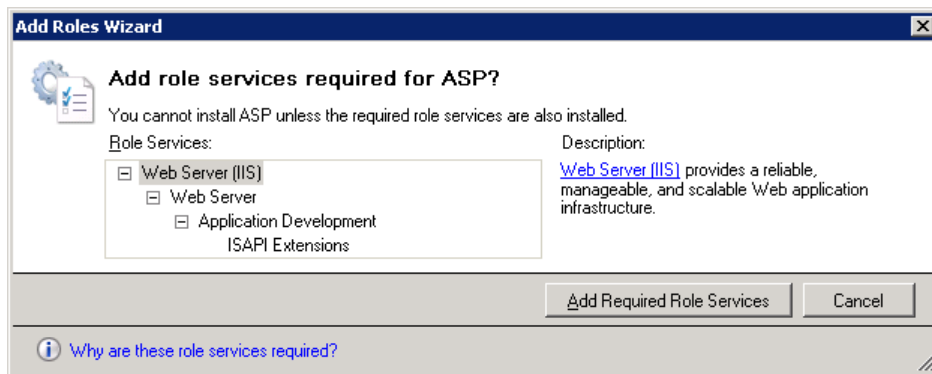 Add Roles Wizard
Add role services required for ASP?
You cannot install ASP unless the required role services are also installed.
Role Services:
Web Server (IIS)
Web Server
Application Development
ISAPI Extensions
Description:
Web Server (IIS) provides a reliable,
manageable, and scalable Web application
infrastructure.
Add Required Role Services
Cancel
Why are these role services required?